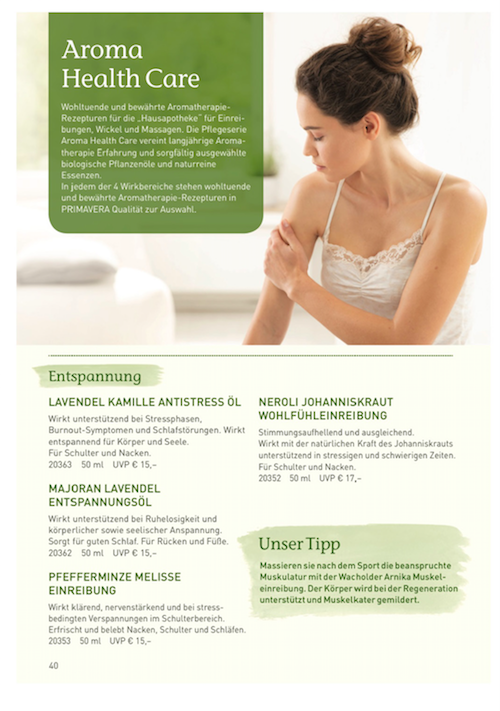 Aroma
Health Care
Wohltuende und bewährte Aromatherapie-
Rezepturen für die „Hausapotheke“ für Einrei-
bungen, Wickel und Massagen. Die Pflegeserie
Aroma Health Care vereint langjährige Aroma-
therapie Erfahrung und sorgfältig ausgewählte
biologische Pflanzenöle und naturreine
Essenzen.
In jedem der 4 Wirkbereiche stehen wohltuende
und bewährte Aromatherapie-Rezepturen in
PRIMAVERA Qualität zur Auswahl.
Entspannung
LAVENDEL KAMILLE ANTISTRESS ÖL
Wirkt unterstützend bei Stressphasen,
Burnout-Symptomen und Schlafstörungen. Wirkt
entspannend für Körper und Seele.
Für Schulter und Nacken.
20363 50 ml UVP € 15,–
MAJORAN LAVENDEL
ENTSPANNUNGSÖL
Wirkt unterstützend bei Ruhelosigkeit und
körperlicher sowie seelischer Anspannung.
Sorgt für guten Schlaf. Für Rücken und Füße.
20362 50 ml UVP € 15,–
PFEFFERMINZE MELISSE
EINREIBUNG
Wirkt klärend, nervenstärkend und bei stress-
bedingten Verspannungen im Schulterbereich.
Erfrischt und belebt Nacken, Schulter und Schläfen.
20353 50 ml UVP € 15,–
NEROLI JOHANNISKRAUT
WOHLFÜHLEINREIBUNG
Stimmungsaufhellend und ausgleichend.
Wirkt mit der natürlichen Kraft des Johanniskrauts
unterstützend in stressigen und schwierigen Zeiten.
Für Schulter und Nacken.
20352 50 ml UVP € 17,–
Unser Tipp
Massieren sie nach dem Sport die beanspruchte
Muskulatur mit der Wacholder Arnika Muskel-
einreibung. Der Körper wird bei der Regeneration
unterstützt und Muskelkater gemildert.
40